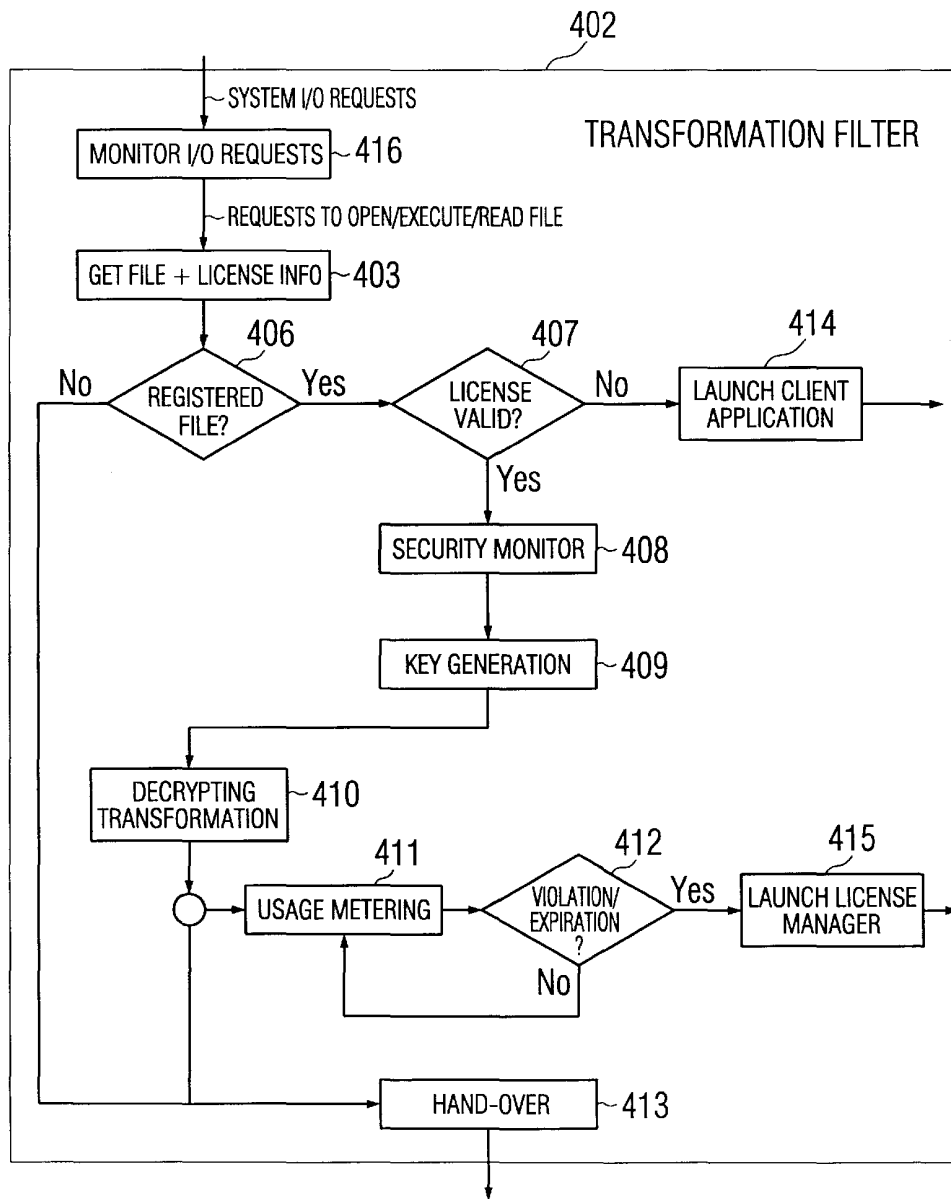 402
SYSTEM I/O REQUESTS
TRANSFORMATION FILTER
MONITOR I/O REQUESTS
416
REQUESTS TO OPEN/EXECUTE/READ FILE
GET FILE + LICENSE INFO
403
406
407
414
No
REGISTERED
FILE?
Yes
LICENSE
VALID?
No
LAUNCH CLIENT
APPLICATION
Yes
SECURITY MONITOR
408
KEY GENERATION
409
DECRYPTING
TRANSFORMATION
410
411
412
415
USAGE METERING
VIOLATION/
EXPIRATION
?
Yes
LAUNCH LICENSE
MANAGER
No
HAND-OVER
413